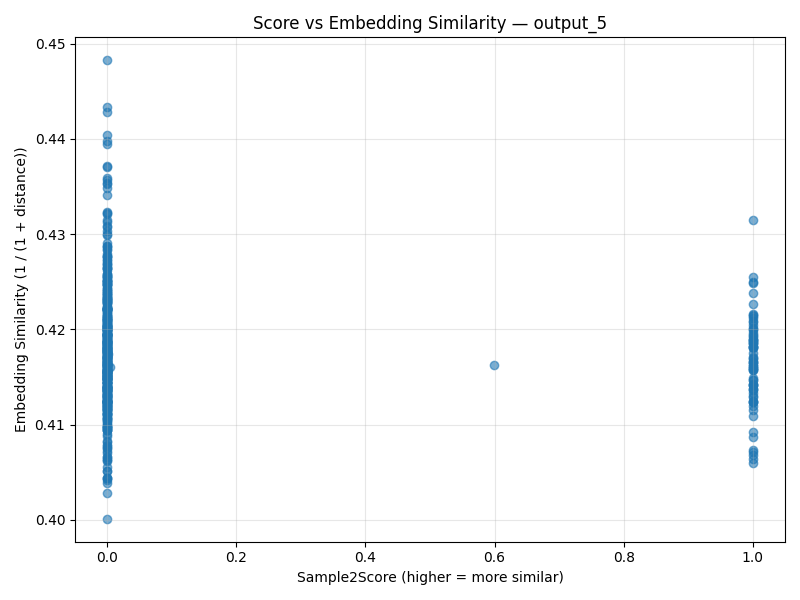 Score vs Embedding Similarity — output_5
Embedding Similarity (1 / (1 + distance))
0.45
0.44
0.43
0.42
0.41
0.40
0.0 0.2 0.4 0.6 0.8 1.0
Sample2Score (higher = more similar)